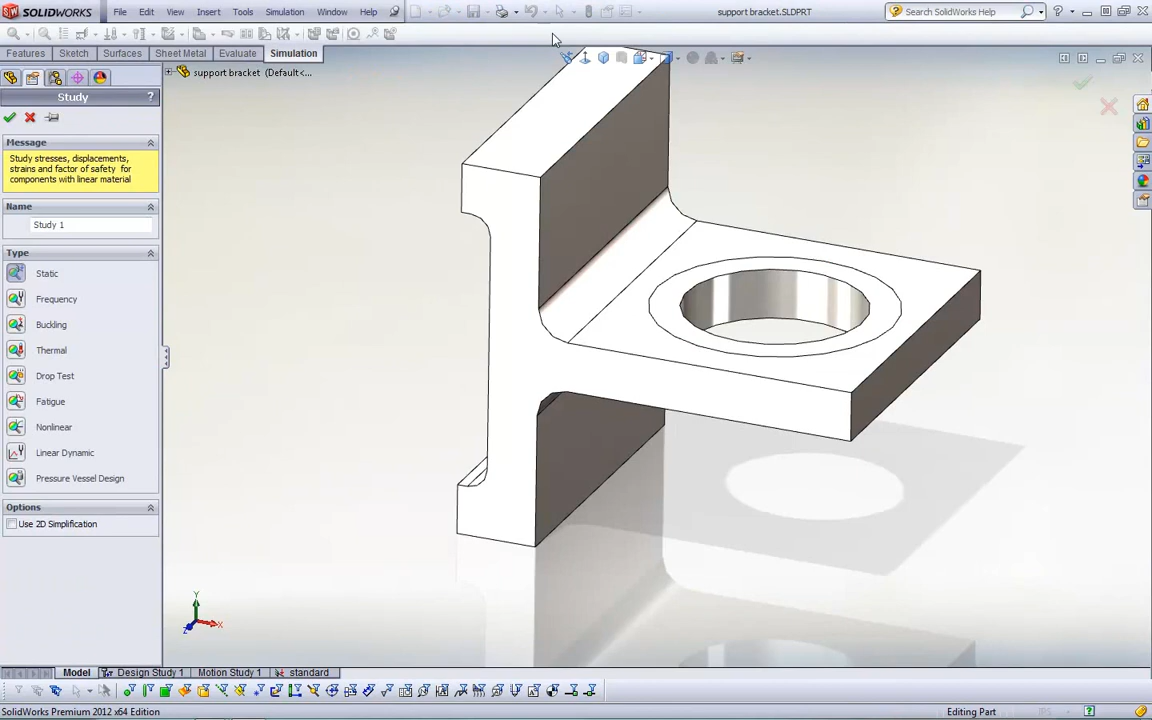 SOLIDWORKS File Edit View Insert Tools Simulation Window Help support bracket.SLDPRT Search SolidWorks Help
Features Sketch Surfaces Sheet Metal Evaluate Simulation
support bracket (Default<...
Study ?
Message
Study stresses, displacements,
strains and factor of safety for
components with linear material
Name
Study 1
Type
Static
Frequency
Buckling
Thermal
Drop Test
Fatigue
Nonlinear
Linear Dynamic
Pressure Vessel Design
Options
Use 2D Simplification
Y
X
Z
Model Design Study 1 Motion Study 1 standard
SolidWorks Premium 2012 x64 Edition Editing Part IPS